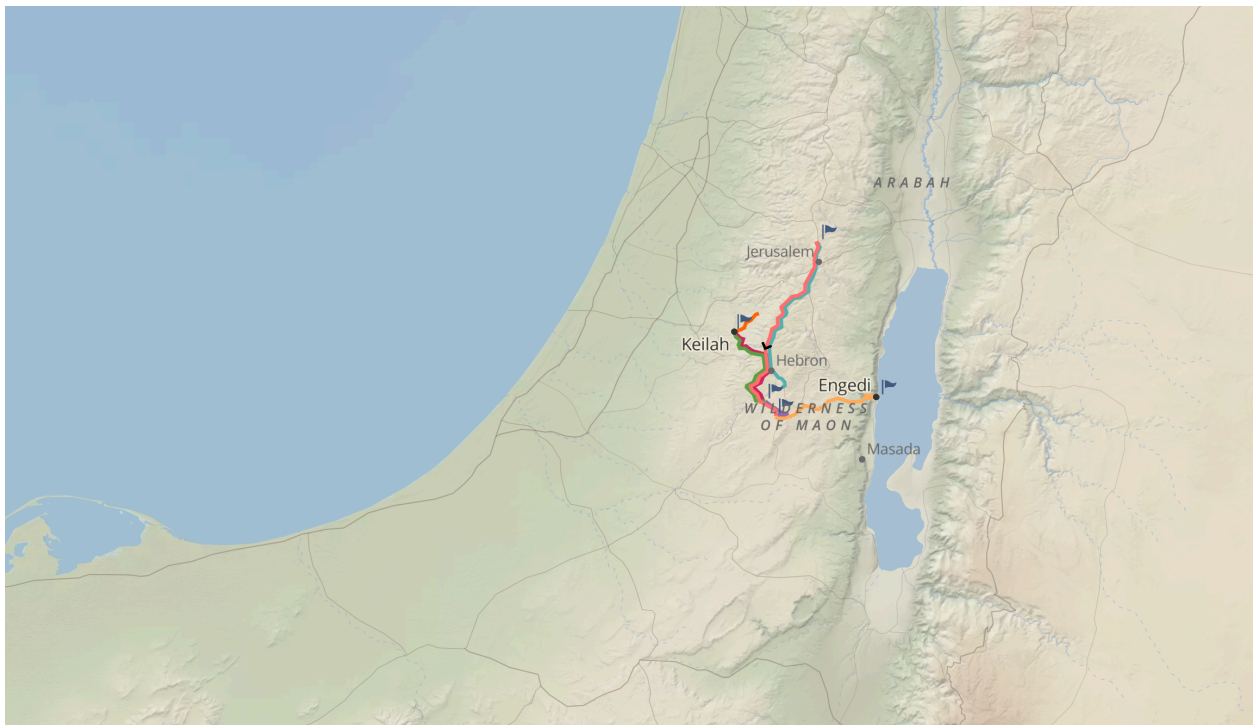 ARABAH
Jerusalem
Keilah
Hebron
Engedi
WILDERNESS
OF MAON
Masada